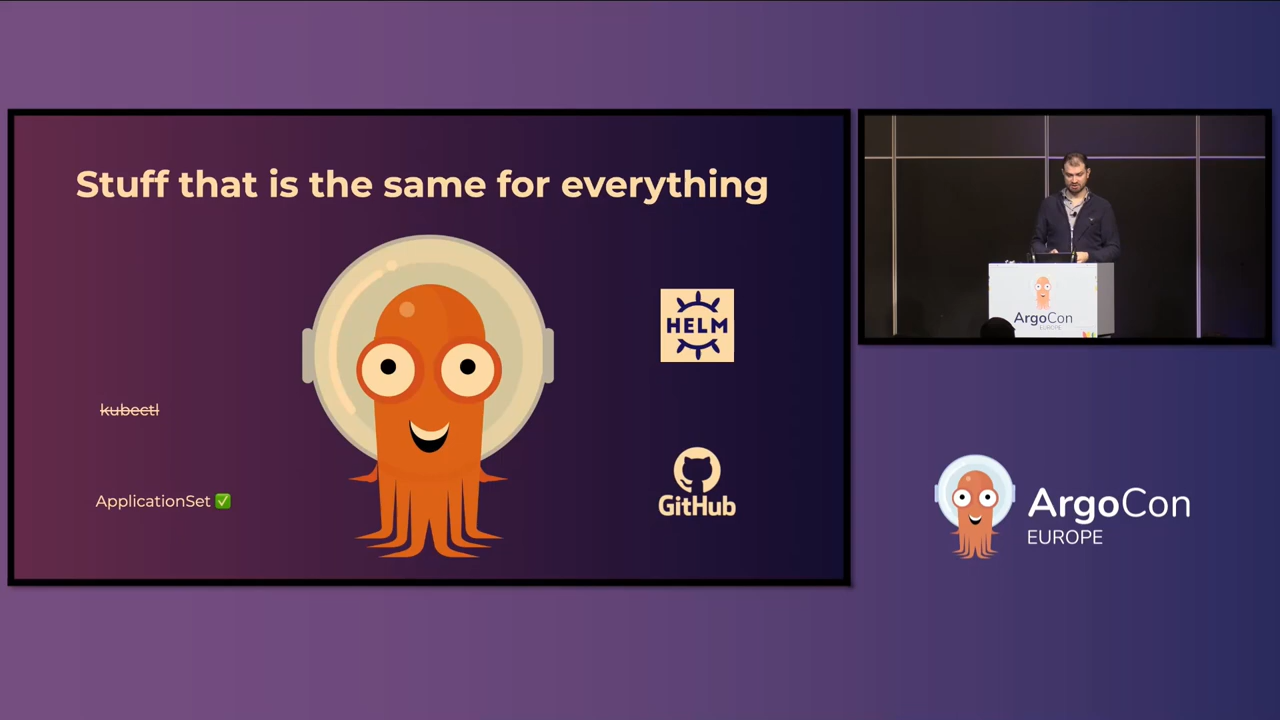 Stuff that is the same for everything
kubectl
ApplicationSet ✅
HELM
GitHub
ArgoCon
EUROPE
ArgoCon
EUROPE